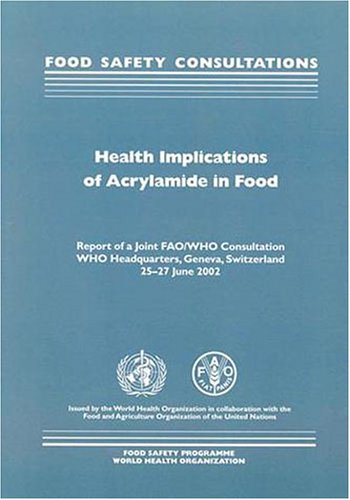 FOOD SAFETY CONSULTATIONS
Health Implications
of Acrylamide in Food
Report of a Joint FAO/WHO Consultation
WHO Headquarters, Geneva, Switzerland
25–27 June 2002
F A O
FIAT PANIS
Issued by the World Health Organization in collaboration with the
Food and Agriculture Organization of the United Nations
FOOD SAFETY PROGRAMME
WORLD HEALTH ORGANIZATION